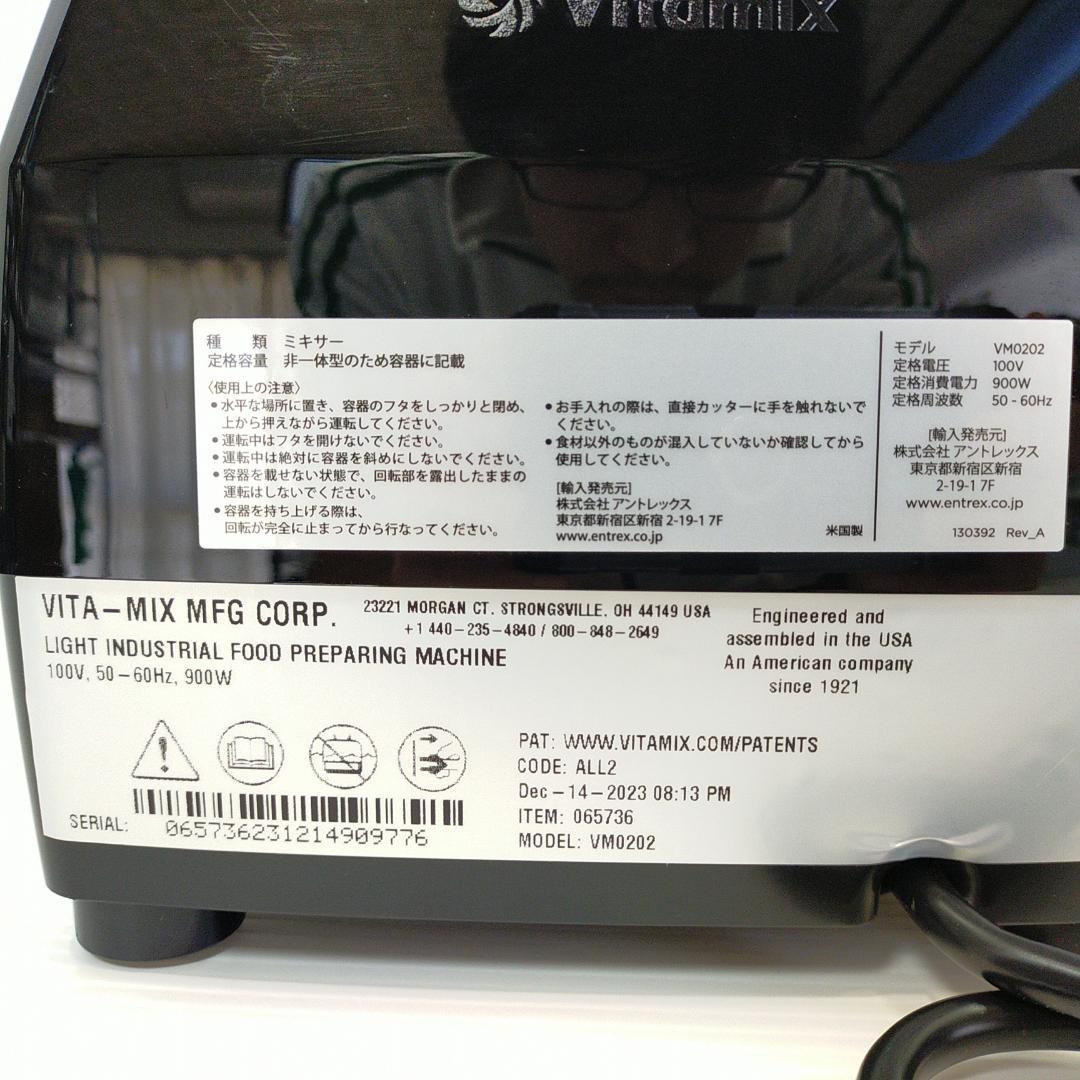 Vitamix
種 類 ミキサー
定格容量 非一体型のため容器に記載
〈使用上の注意〉
●水平な場所に置き、容器のフタをしっかりと閉め、
上から押えながら運転してください。
●運転中はフタを開けないでください。
●運転中は絶対に容器を斜めにしないでください。
●容器を載せない状態で、回転部を露出したままの
運転はしないでください。
●容器を持ち上げる際は、
回転が完全に止まってから行なってください。
●お手入れの際は、直接カッターに手を触れないで
ください。
●食材以外のものが混入していないか確認してから
使用してください。
[輸入発売元]
株式会社 アントレックス
東京都新宿区新宿 2-19-1 7F
www.entrex.co.jp
米国製
モデル VM0202
定格電圧 100V
定格消費電力 900W
定格周波数 50 - 60Hz
[輸入発売元]
株式会社 アントレックス
東京都新宿区新宿
2-19-1 7F
www.entrex.co.jp
130392 Rev_A
VITA-MIX MFG CORP.
23221 MORGAN CT. STRONGSVILLE, OH 44149 USA
+1 440-235-4840 / 800-848-2649
LIGHT INDUSTRIAL FOOD PREPARING MACHINE
100V, 50-60Hz, 900W
Engineered and
assembled in the USA
An American company
since 1921
PAT: WWW.VITAMIX.COM/PATENTS
CODE: ALL2
Dec-14-2023 08:13 PM
ITEM: 065736
MODEL: VM0202
SERIAL: 065736231214909776